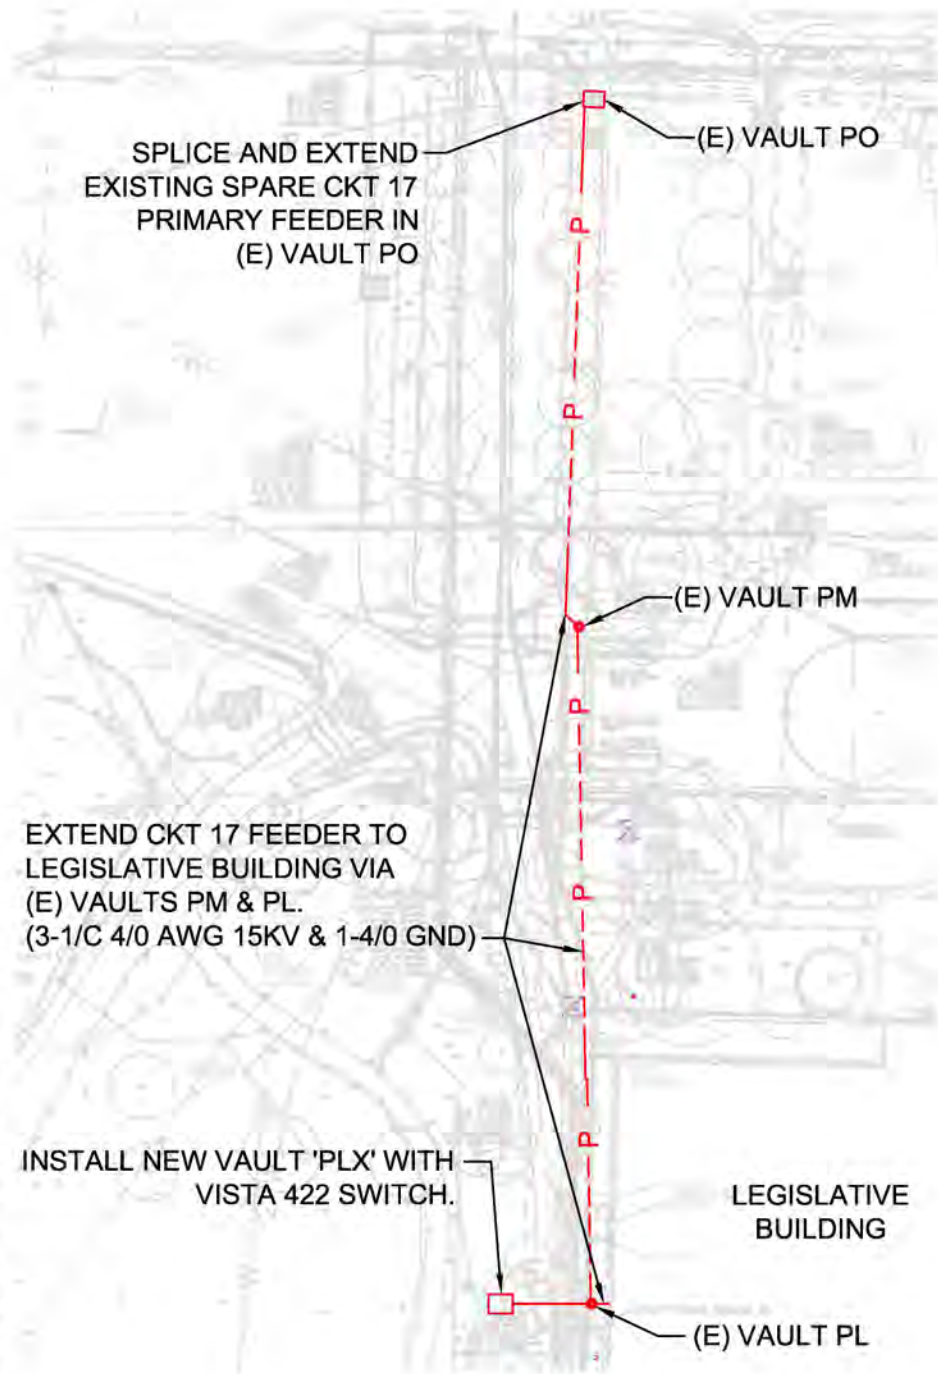 (E) VAULT PO
SPLICE AND EXTEND
EXISTING SPARE CKT 17
PRIMARY FEEDER IN
(E) VAULT PO
P
P
(E) VAULT PM
P
EXTEND CKT 17 FEEDER TO
LEGISLATIVE BUILDING VIA
(E) VAULTS PM & PL.
(3-1/C 4/0 AWG 15KV & 1-4/0 GND)
P
P
INSTALL NEW VAULT 'PLX' WITH
VISTA 422 SWITCH.
LEGISLATIVE
BUILDING
(E) VAULT PL